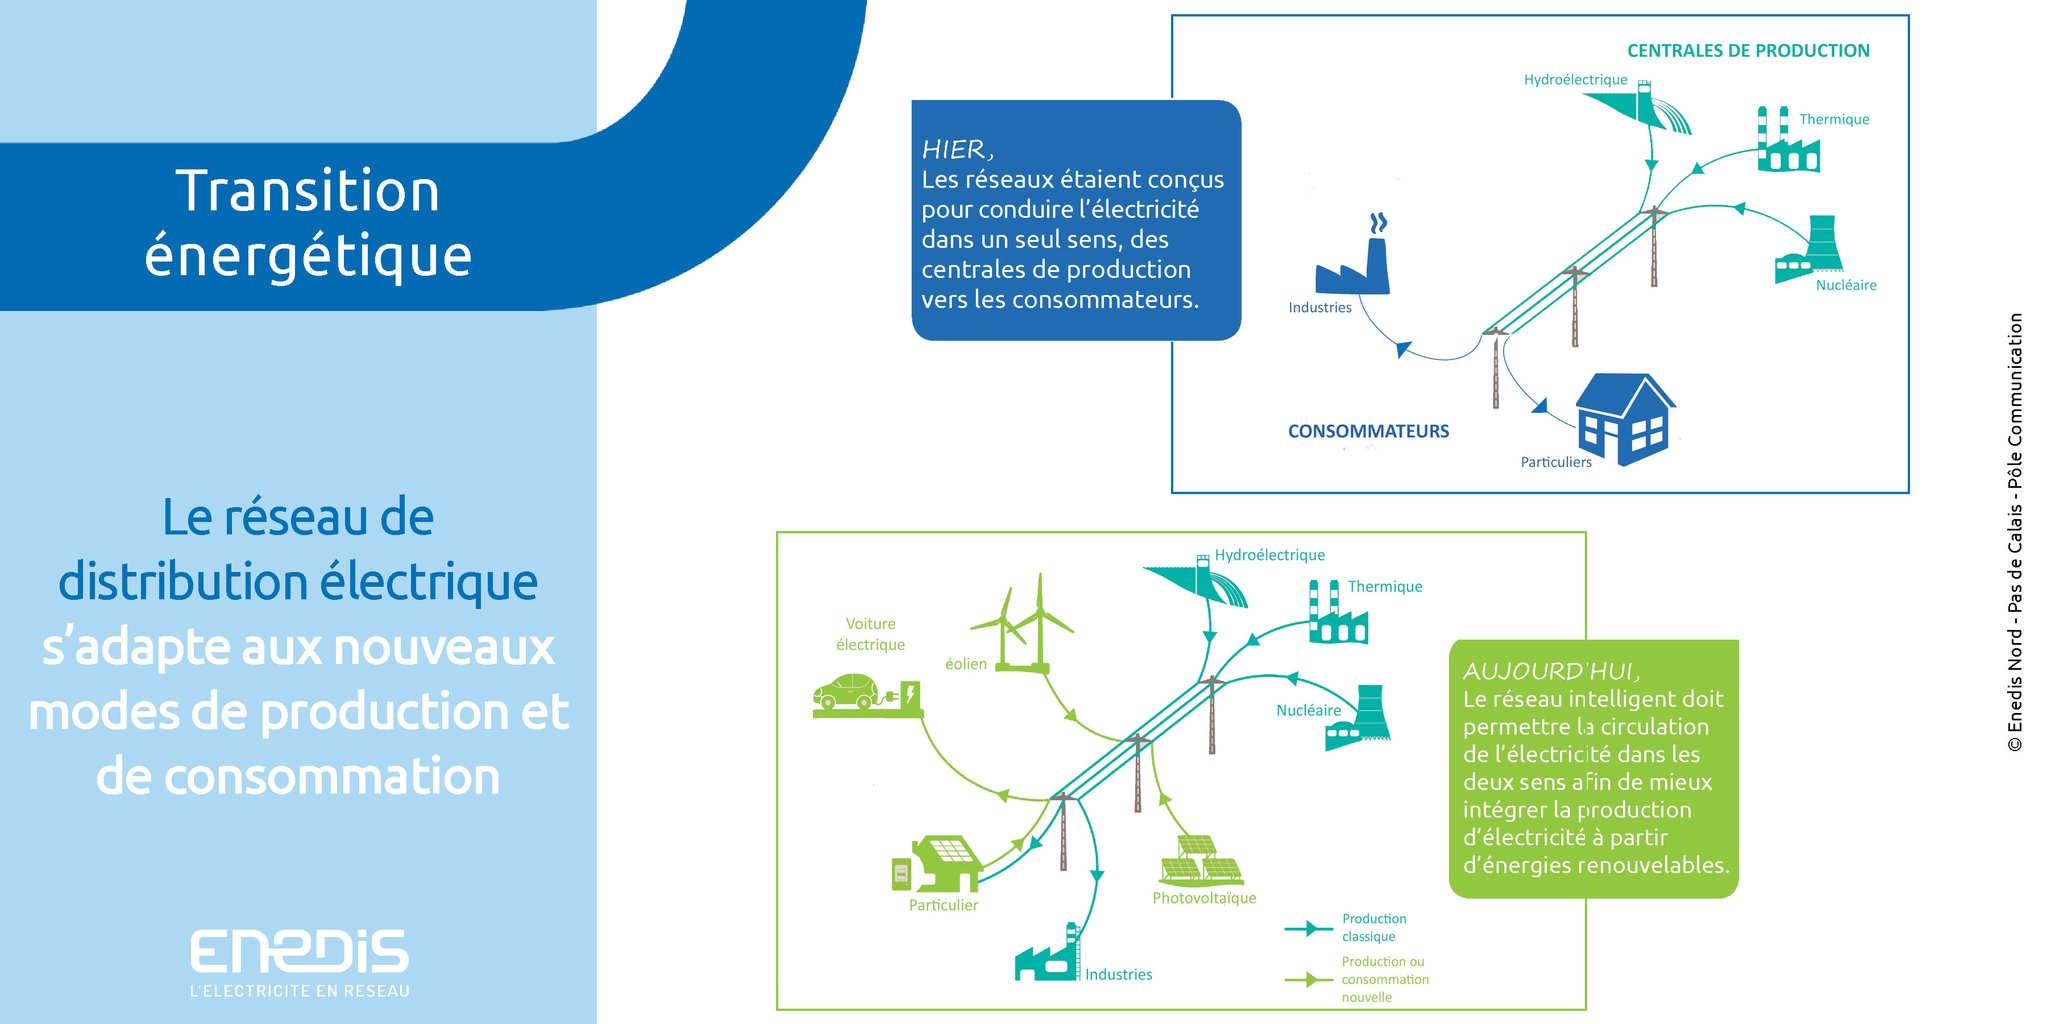 Transition
énergétique
Le réseau de
distribution électrique
s’adapte aux nouveaux
modes de production et
de consommation
eneDis
L’ELECTRICITE EN RESEAU
HIER,
Les réseaux étaient conçus
pour conduire l’électricité
dans un seul sens, des
centrales de production
vers les consommateurs.
CENTRALES DE PRODUCTION
Hydroélectrique
Thermique
Nucléaire
Industries
CONSOMMATEURS
Particuliers
Hydroélectrique
Thermique
Voiture
électrique
éolien
Nucléaire
Particulier
Photovoltaïque
Industries
Production
classique
Production ou
consommation
nouvelle
AUJOURD'HUI,
Le réseau intelligent doit
permettre la circulation
de l’électricité dans les
deux sens afin de mieux
intégrer la production
d’électricité à partir
d’énergies renouvelables.
© Enedis Nord - Pas de Calais - Pôle Communication